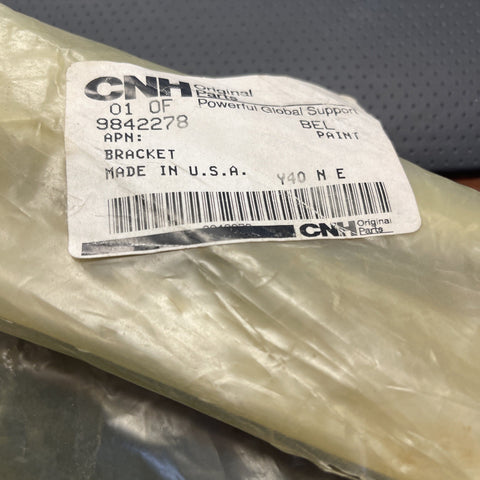 CNH Original Parts
Powerful Global Support
01 OF
9842278 BEL
APN: PAINT
BRACKET
MADE IN U.S.A. Y40 N E
CNH Original Parts